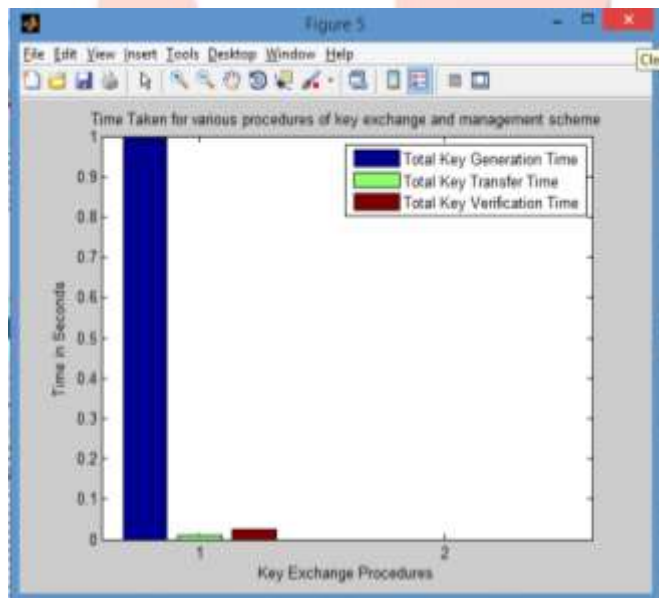 Figure 5
File Edit View Insert Tools Desktop Window Help
Cle
Time Taken for various procedures of key exchange and management scheme
Total Key Generation Time
Total Key Transfer Time
Total Key Verification Time
1
0.9
0.8
0.7
0.6
0.5
0.4
0.3
0.2
0.1
0
Time in Seconds
1 2
Key Exchange Procedures